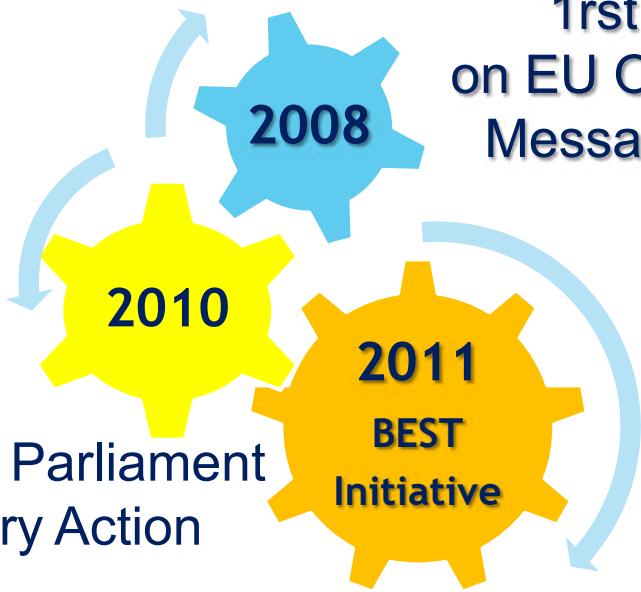 1rst
on EU
2008
Messa
2010
2011
BEST
Initiative
Parliament
ry Action